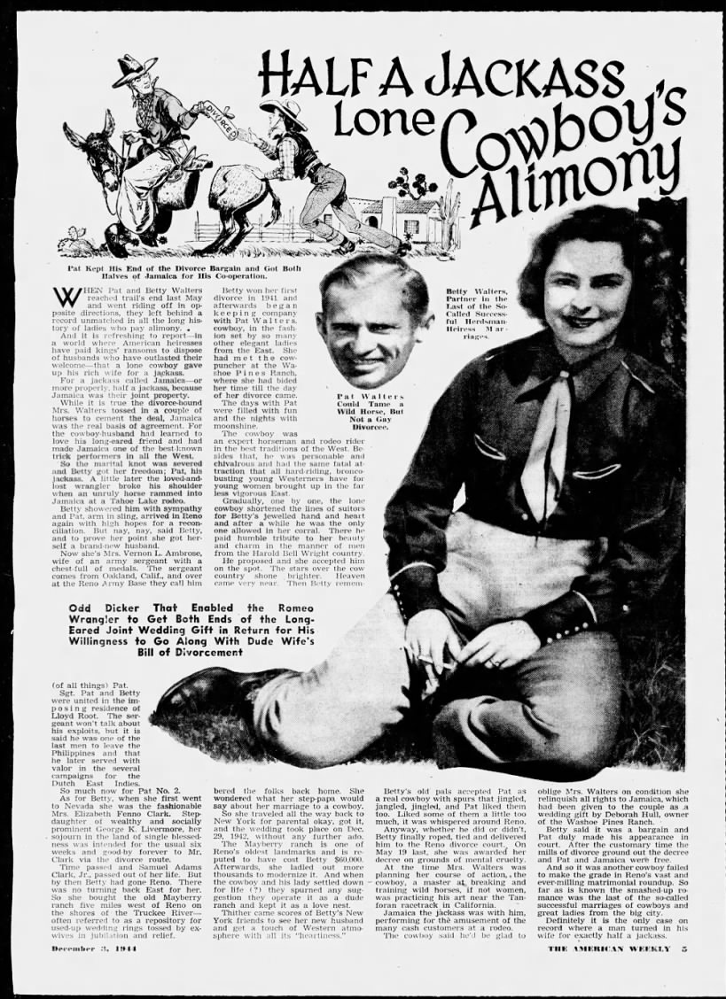 HALF A JACKASS
Lone Cowboy's
Alimony
DIVORCED
Pat Kept His End of the Divorce Bargain and Got Both
Halves of Jamaica for His Co-operation.
WHEN Pat and Betty Walters
reached trail's end last May
and went riding off in op-
posite directions, they left behind a
record unmatched in all the long his-
tory of ladies who pay alimony.
And it is refreshing to report—in
a world where American heiresses
have paid kings' ransoms to dispose
of husbands who have outlasted their
welcome—that a lone cowboy gave
up his rich wife for a jackass.
For a jackass called Jamaica—or
more properly, half a jackass, because
Jamaica was their joint property.
While it is true the divorce-bound
Mrs. Walters tossed in a couple of
horses to cement the deal, Jamaica
was the real basis of agreement. For
the cowboy-husband had learned to
love his long-eared friend and had
made Jamaica one of the best-known
trick performers in all the West.
So the marital knot was severed
and Betty got her freedom; Pat, his
jackass. A little later the loved-and-
lost wrangler broke his shoulder
when an unruly horse rammed into
Jamaica at a Tahoe Lake rodeo.
Betty showered him with sympathy
and Pat, arm in sling, arrived in Reno
again with high hopes for a recon-
ciliation. But nay, nay, said Betty,
and to prove her point she got her-
self a brand-new husband.
Now she's Mrs. Vernon L. Ambrose,
wife of an army sergeant with a
chest-full of medals. The sergeant
comes from Oakland, Calif., and over
at the Reno Army Base they call him
Betty won her first
divorce in 1941 and
afterwards began
keeping company
with Pat Walters,
cowboy, in the fash-
ion set by so many
other elegant ladies
from the East. She
had met the cow-
puncher at the Wa-
shoe Pines Ranch,
where she had bided
her time till the day
of her divorce came.
The days with Pat
were filled with fun
and the nights with
moonshine.
The cowboy was
an expert horseman and rodeo rider
in the best traditions of the West. Be-
sides that, he was personable and
chivalrous and had the same fatal at-
traction that all hard-riding, bronco-
busting young Westerners have for
young women brought up in the far
less vigorous East.
Gradually, one by one, the lone
cowboy shortened the lines of suitors
for Betty's jewelled hand and heart
and after a while he was the only
one allowed in her corral. There he
paid humble tribute to her beauty
and charm in the manner of men
from the Harold Bell Wright country.
He proposed and she accepted him
on the spot. The stars over the cow
country shone brighter. Heaven
came very near. Then Betty remem-
Pat Walters
Could Tame a
Wild Horse, But
Not a Gay
Divorcee.
Betty Walters,
Partner in the
Last of the So-
Called Success-
ful Herdsman-
Heiress Mar-
riages.
Odd Dicker That Enabled the Romeo
Wrangler to Get Both Ends of the Long-
Eared Joint Wedding Gift in Return for His
Willingness to Go Along With Dude Wife's
Bill of Divorcement
(of all things) Pat.
Sgt. Pat and Betty
were united in the im-
posing residence of
Lloyd Root. The ser-
geant won't talk about
his exploits, but it is
said he was one of the
last men to leave the
Philippines and that
he later served with
valor in the several
campaigns for the
Dutch East Indies.
So much now for Pat No. 2.
As for Betty, when she first went
to Nevada she was the fashionable
Mrs. Elizabeth Fenno Clark. Step-
daughter of wealthy and socially
prominent George K. Livermore, her
sojourn in the land of single blessed-
ness was intended for the usual six
weeks and good-by forever to Mr.
Clark via the divorce route.
Time passed and Samuel Adams
Clark, Jr., passed out of her life. But
by then Betty had gone Reno. There
was no turning back East for her.
So she bought the old Mayberry
ranch five miles west of Reno on
the shores of the Truckee River—
often referred to as a repository for
used-up wedding rings tossed by ex-
wives in jubilation and relief.
bered the folks back home. She
wondered what her step-papa would
say about her marriage to a cowboy.
So she traveled all the way back to
New York for parental okay, got it,
and the wedding took place on Dec.
29, 1942, without any further ado.
The Mayberry ranch is one of
Reno's oldest landmarks and is re-
puted to have cost Betty $60,000.
Afterwards, she ladled out more
thousands to modernize it. And when
the cowboy and his lady settled down
for life (?) they spurned any sug-
gestion they operate it as a dude
ranch and kept it as a love nest.
Thither came scores of Betty's New
York friends to see her new husband
and get a touch of Western atmo-
sphere with all its "heartiness."
Betty's old pals accepted Pat as
a real cowboy with spurs that jingled,
jangled, jingled, and Pat liked them
too. Liked some of them a little too
much, it was whispered around Reno.
Anyway, whether he did or didn't,
Betty finally roped, tied and delivered
him to the Reno divorce court. On
May 19 last, she was awarded her
decree on grounds of mental cruelty.
At the time Mrs. Walters was
planning her course of action, the
cowboy, a master at breaking and
training wild horses, if not women,
was practicing his art near the Tan-
foran racetrack in California.
Jamaica the jackass was with him,
performing for the amusement of the
many cash customers at a rodeo.
The cowboy said he'd be glad to
oblige Mrs. Walters on condition she
relinquish all rights to Jamaica, which
had been given to the couple as a
wedding gift by Deborah Hull, owner
of the Washoe Pines Ranch.
Betty said it was a bargain and
Pat duly made his appearance in
court. After the customary time the
mills of divorce ground out the decree
and Pat and Jamaica were free.
And so it was another cowboy failed
to make the grade in Reno's vast and
ever-milling matrimonial roundup. So
far as is known the smashed-up ro-
mance was the last of the so-called
successful marriages of cowboys and
great ladies from the big city.
Definitely it is the only case on
record where a man turned in his
wife for exactly half a jackass.
December 3, 1944
THE AMERICAN WEEKLY 5